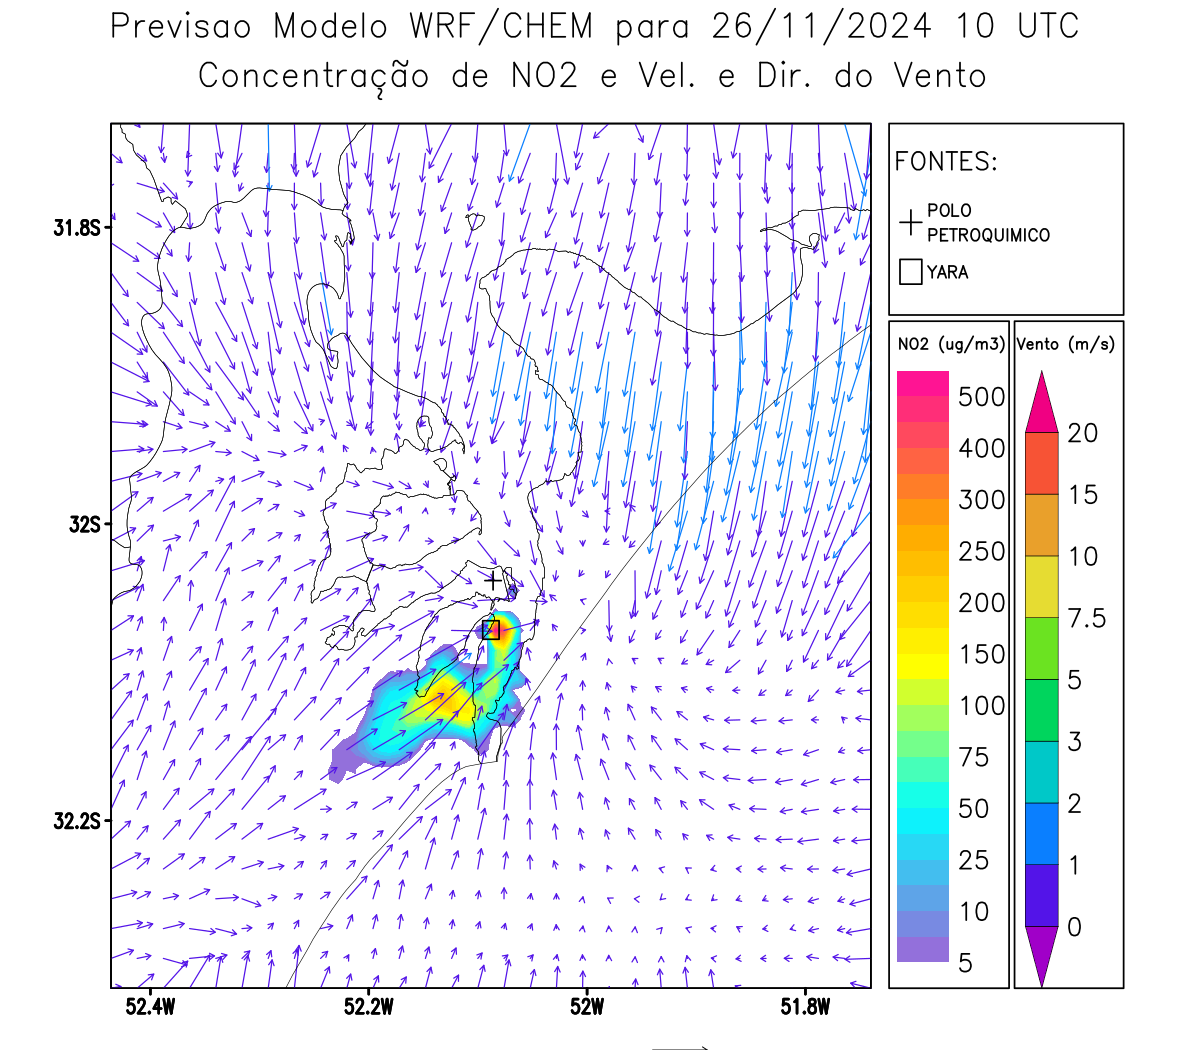 Previsao Modelo WRF/CHEM para 26/11/2024 10 UTC
Concentração de NO2 e Vel. e Dir. do Vento
FONTES:
POLO
PETROQUIMICO
YARA
NO2 (ug/m3)
500
400
300
250
200
150
100
75
50
25
10
5
Vento (m/s)
20
15
10
7.5
5
3
2
1
0
31.8S
32S
32.2S
52.4W
52.2W
52W
51.8W